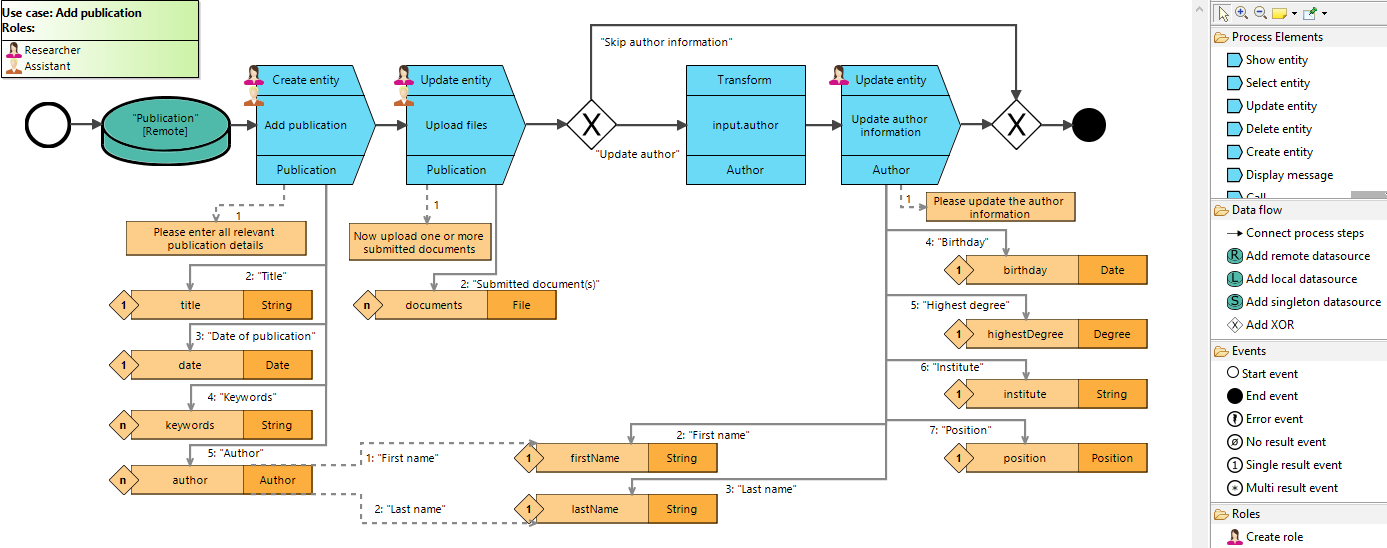 Use case: Add publication
Roles:
Researcher
Assistant
"Publication"
[Remote]
Create entity
Add publication
Publication
Update entity
Upload files
Publication
X
"Skip author information"
"Update author"
Transform
input.author
Author
Update entity
Update author
information
Author
X
1
Please enter all relevant
publication details
1
Now upload one or more
submitted documents
1
Please update the author
information
2: "Title"
1
title
String
3: "Date of publication"
1
date
Date
4: "Keywords"
n
keywords
String
5: "Author"
n
author
Author
2: "Submitted document(s)"
n
documents
File
1: "First name"
2: "Last name"
2: "First name"
1
firstName
String
3: "Last name"
1
lastName
String
4: "Birthday"
1
birthday
Date
5: "Highest degree"
1
highestDegree
Degree
6: "Institute"
1
institute
String
7: "Position"
1
position
Position
Process Elements
Show entity
Select entity
Update entity
Delete entity
Create entity
Display message
Call
Data flow
Connect process steps
R
Add remote datasource
L
Add local datasource
S
Add singleton datasource
X
Add XOR
Events
Start event
End event
Error event
Ø
No result event
1
Single result event
*
Multi result event
Roles
Create role